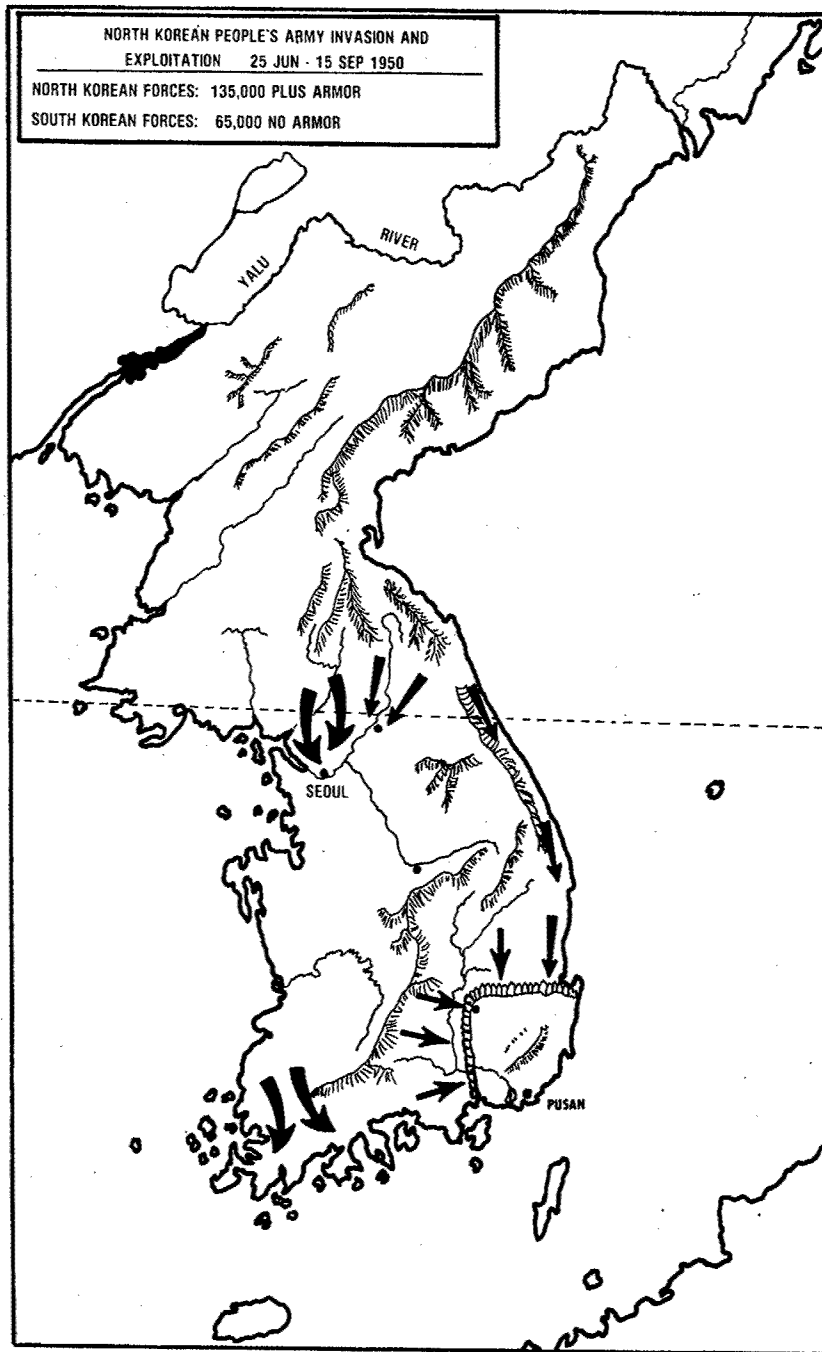 NORTH KOREAN PEOPLE'S ARMY INVASION AND
EXPLOITATION 25 JUN - 15 SEP 1950
NORTH KOREAN FORCES: 135,000 PLUS ARMOR
SOUTH KOREAN FORCES: 65,000 NO ARMOR
YALU RIVER
SEOUL
PUSAN